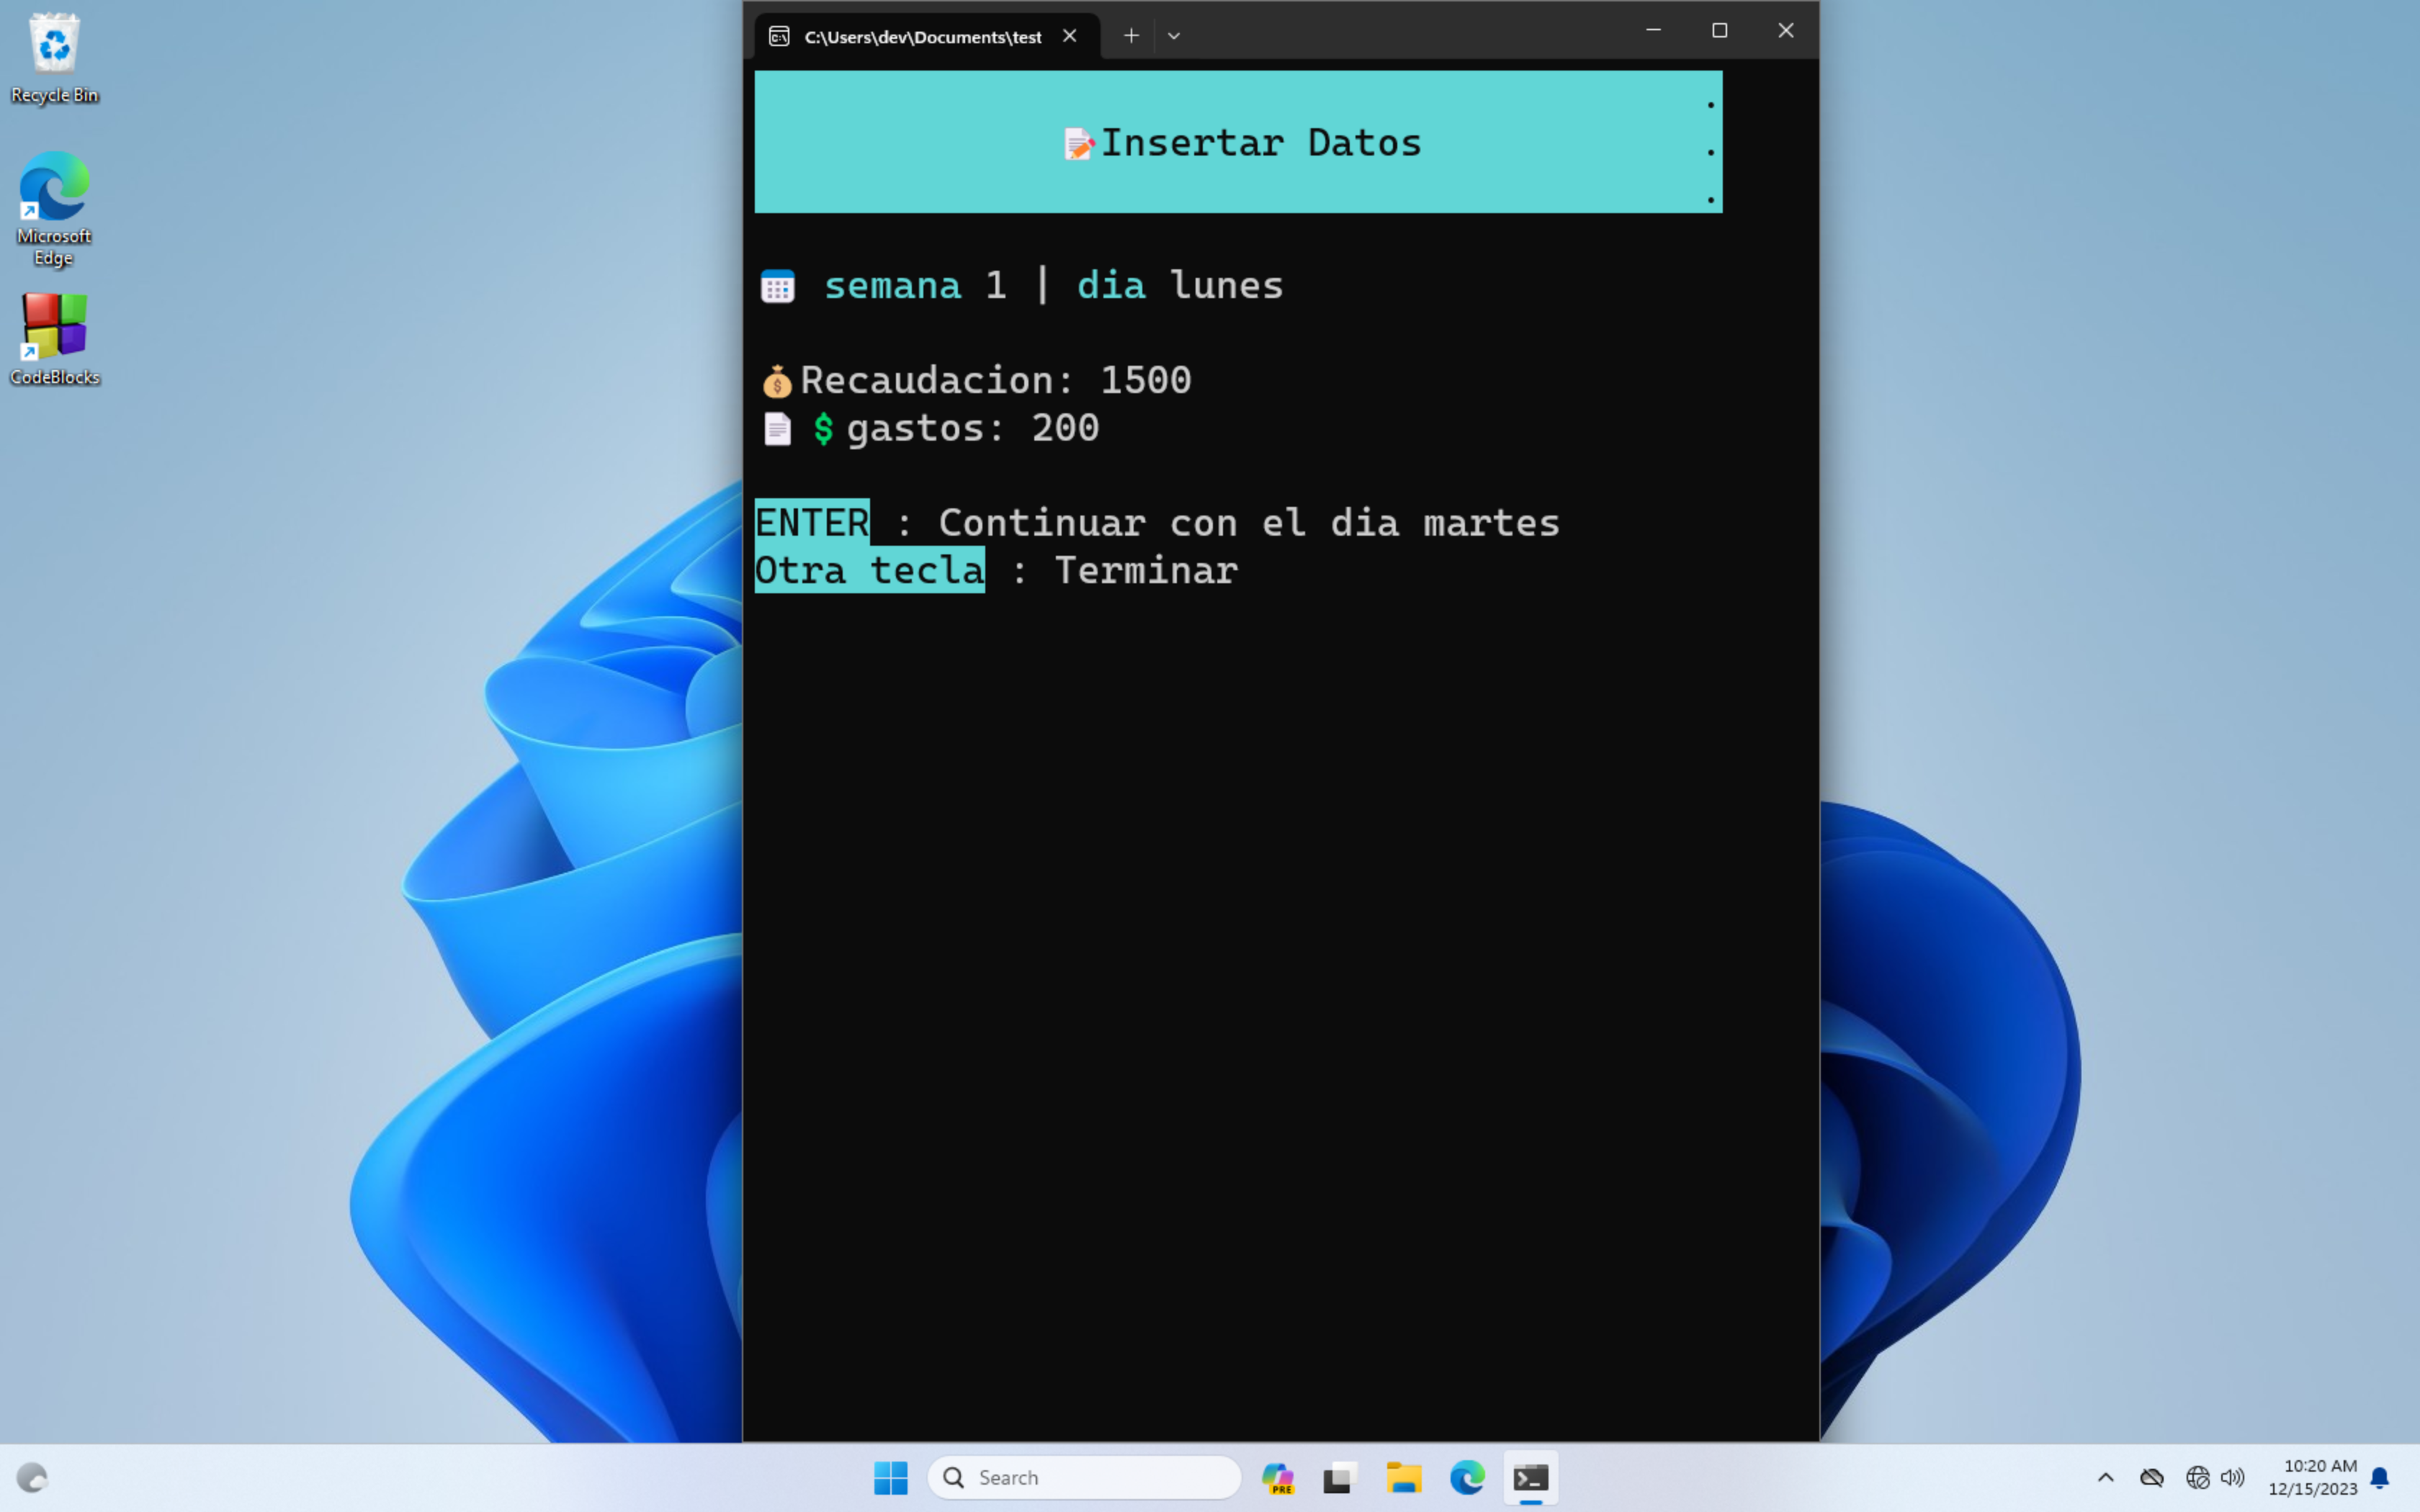 Recycle Bin
Microsoft
Edge
CodeBlocks
C:\Users\dev\Documents\test
Insertar Datos
semana 1 | dia lunes
Recaudacion: 1500
$ gastos: 200
ENTER : Continuar con el dia martes
Otra tecla : Terminar
Search
PRE
10:20 AM
12/15/2023